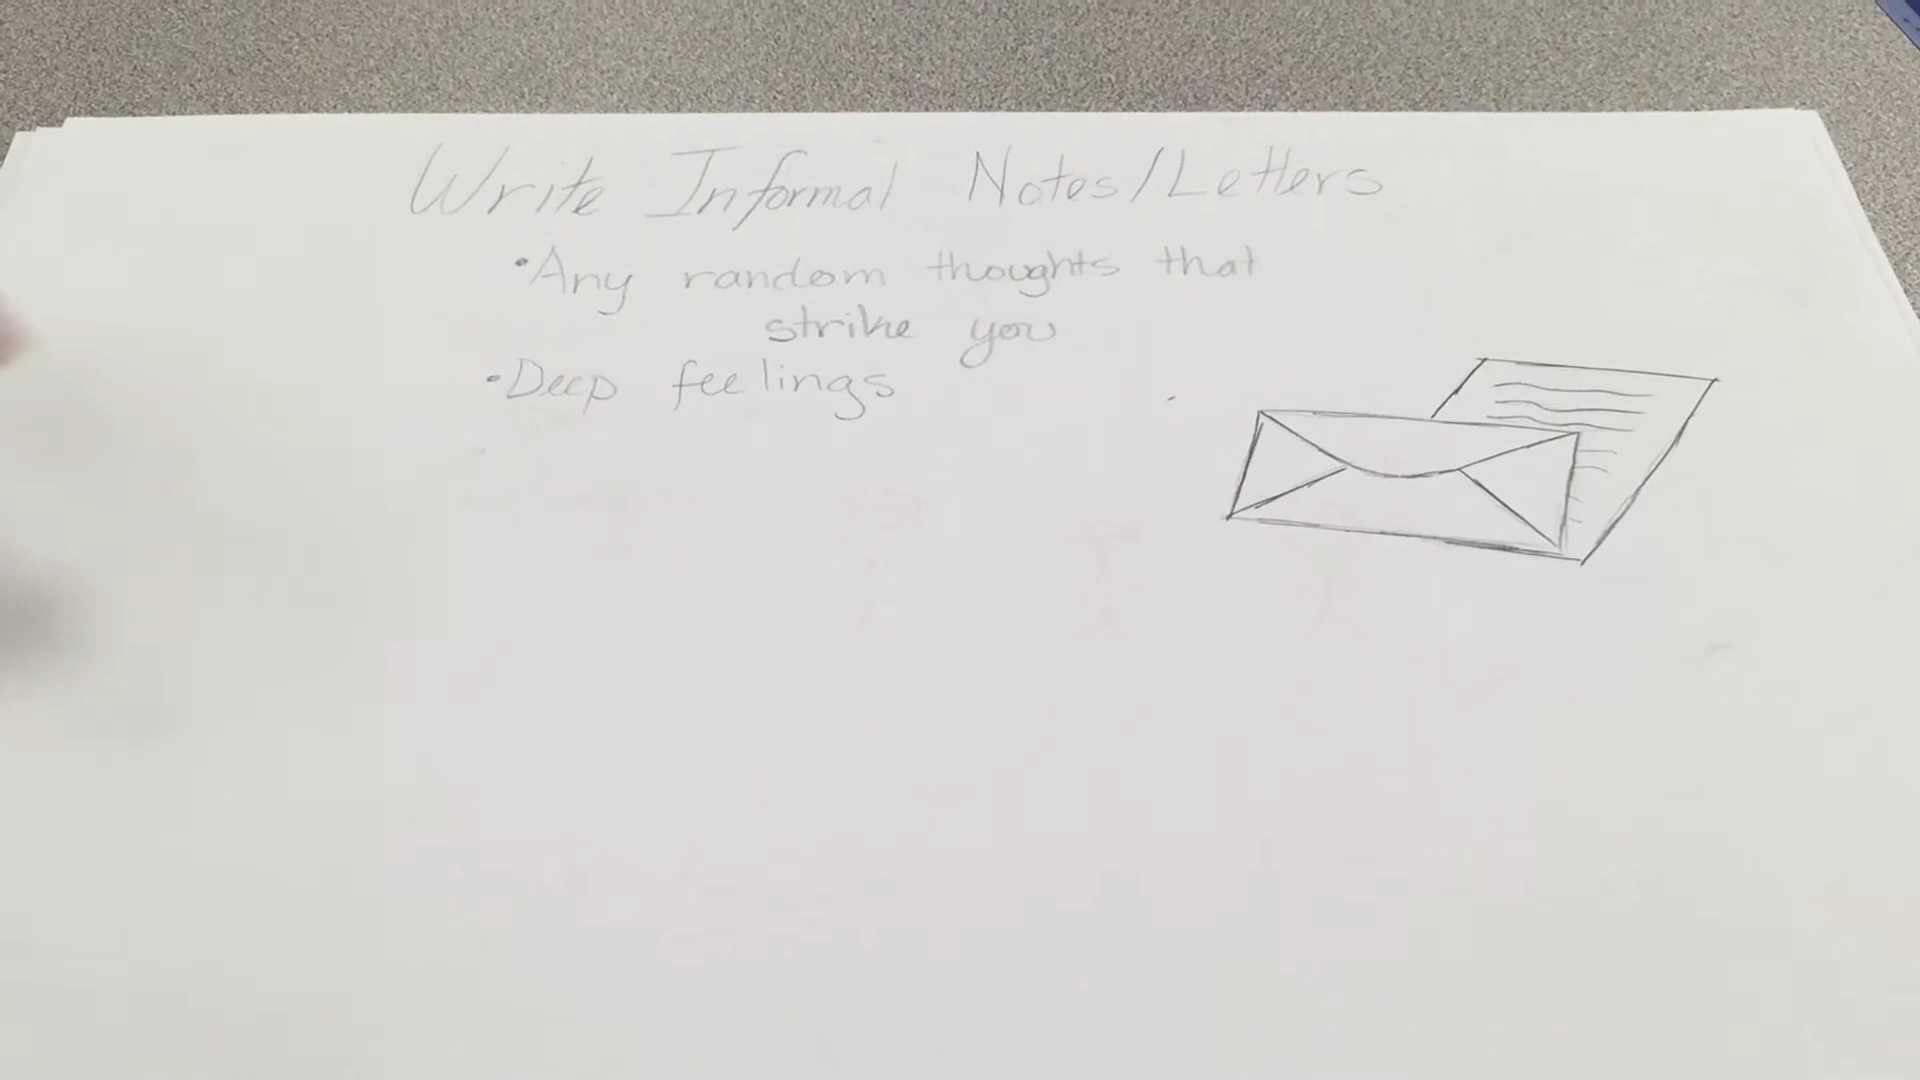 Write Informal Notes/Letters
•Any random thoughts that
strike you
•Deep feelings